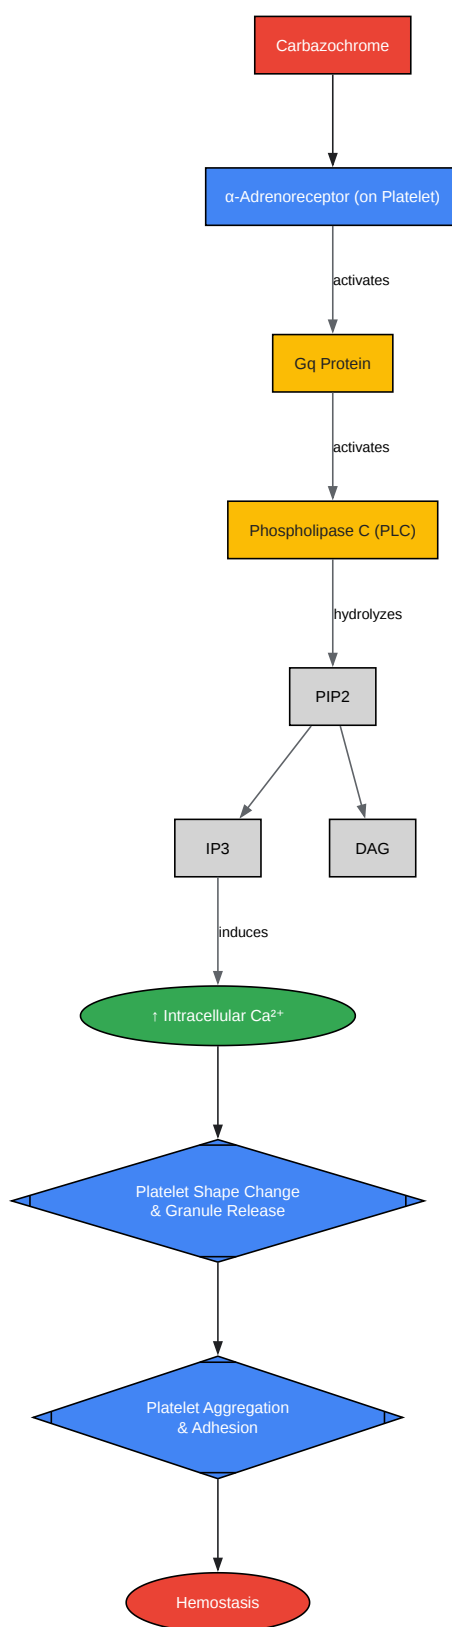 Carbazochrome
α-Adrenoreceptor (on Platelet)
activates
Gq Protein
activates
Phospholipase C (PLC)
hydrolyzes
PIP2
IP3
DAG
induces
↑ Intracellular Ca²⁺
Platelet Shape Change
& Granule Release
Platelet Aggregation
& Adhesion
Hemostasis